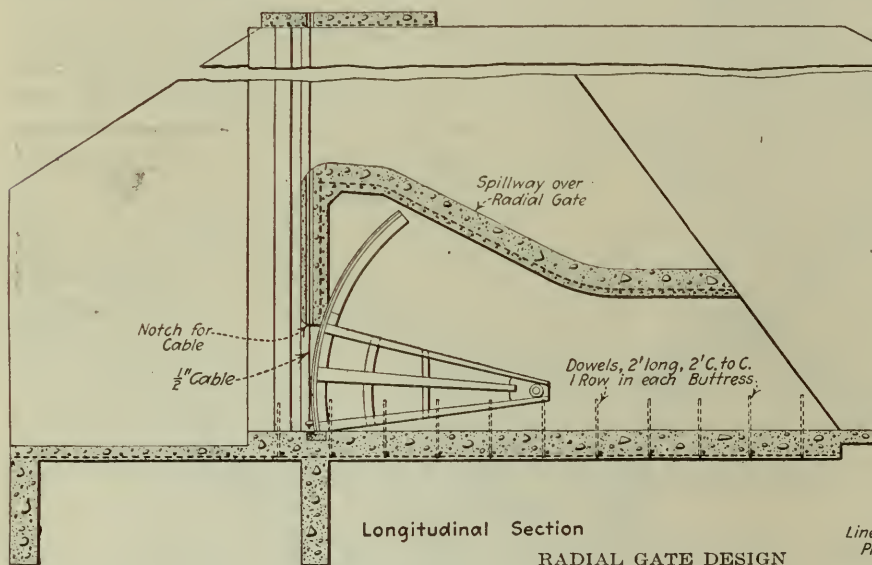 Spillway over
Radial Gate
Notch for
Cable
½" Cable
Dowels, 2' long, 2' C. to C.
1 Row in each Buttress
Longitudinal Section
RADIAL GATE DESIGN
Line